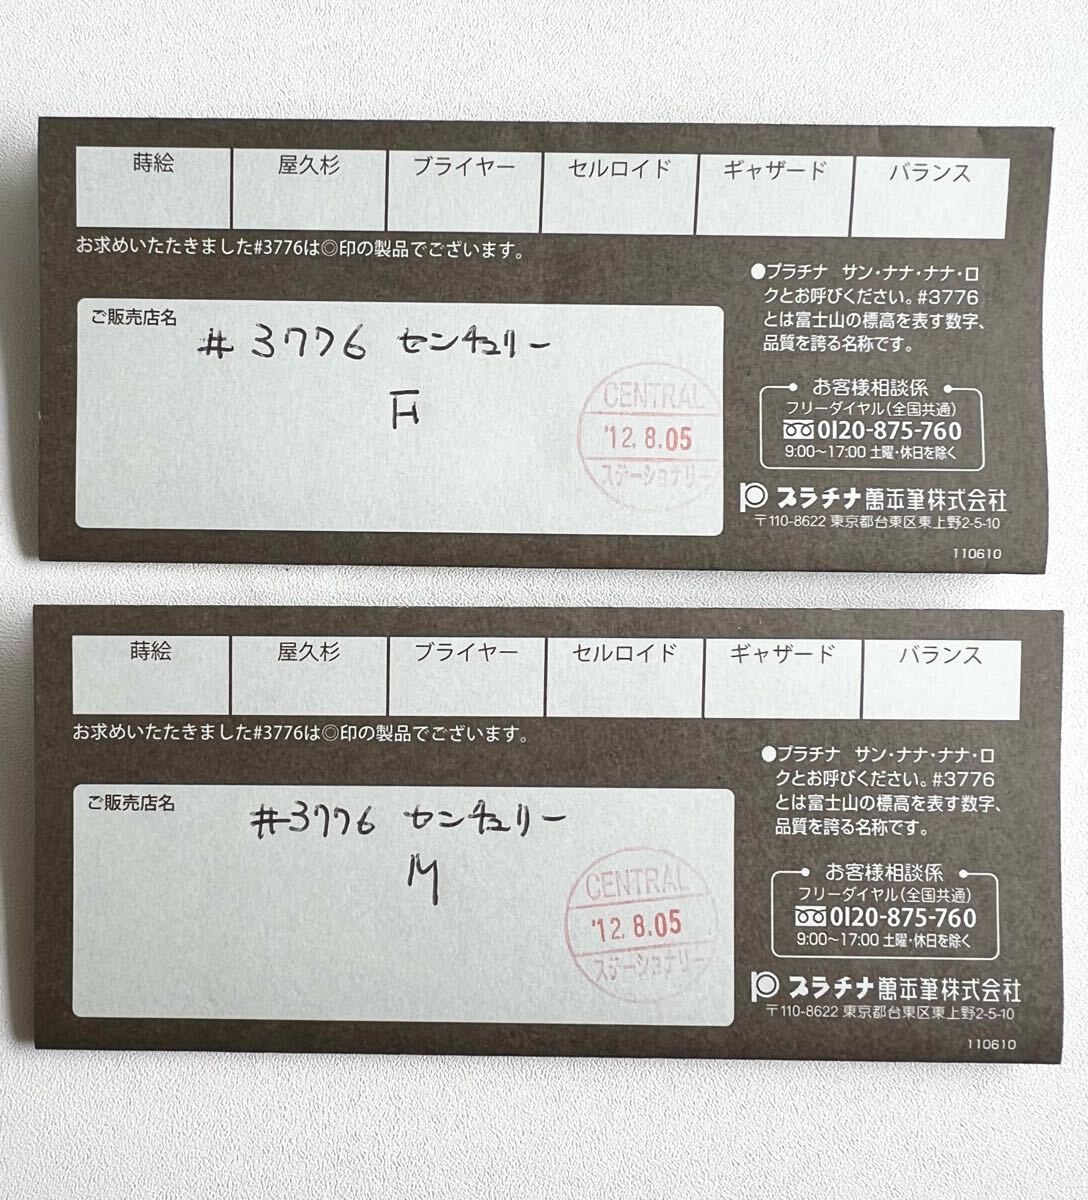 蒔絵 屋久杉 ブライヤー セルロイド ギャザード バランス
お求めいたたきました#3776は◎印の製品でございます。
ご販売店名
#3776 センチュリー
F
CENTRAL
'12.8.05
ステーショナリー
●プラチナ サン・ナナ・ナナ・ロ
クとお呼びください。#3776
とは富士山の標高を表す数字、
品質を誇る名称です。
お客様相談係
フリーダイヤル(全国共通)
0120-875-760
9:00~17:00 土曜・休日を除く
プラチナ萬年筆株式会社
〒110-8622 東京都台東区東上野2-5-10
110610
蒔絵 屋久杉 ブライヤー セルロイド ギャザード バランス
お求めいたたきました#3776は◎印の製品でございます。
ご販売店名
#3776 センチュリー
M
CENTRAL
'12.8.05
ステーショナリー
●プラチナ サン・ナナ・ナナ・ロ
クとお呼びください。#3776
とは富士山の標高を表す数字、
品質を誇る名称です。
お客様相談係
フリーダイヤル(全国共通)
0120-875-760
9:00~17:00 土曜・休日を除く
プラチナ萬年筆株式会社
〒110-8622 東京都台東区東上野2-5-10
110610